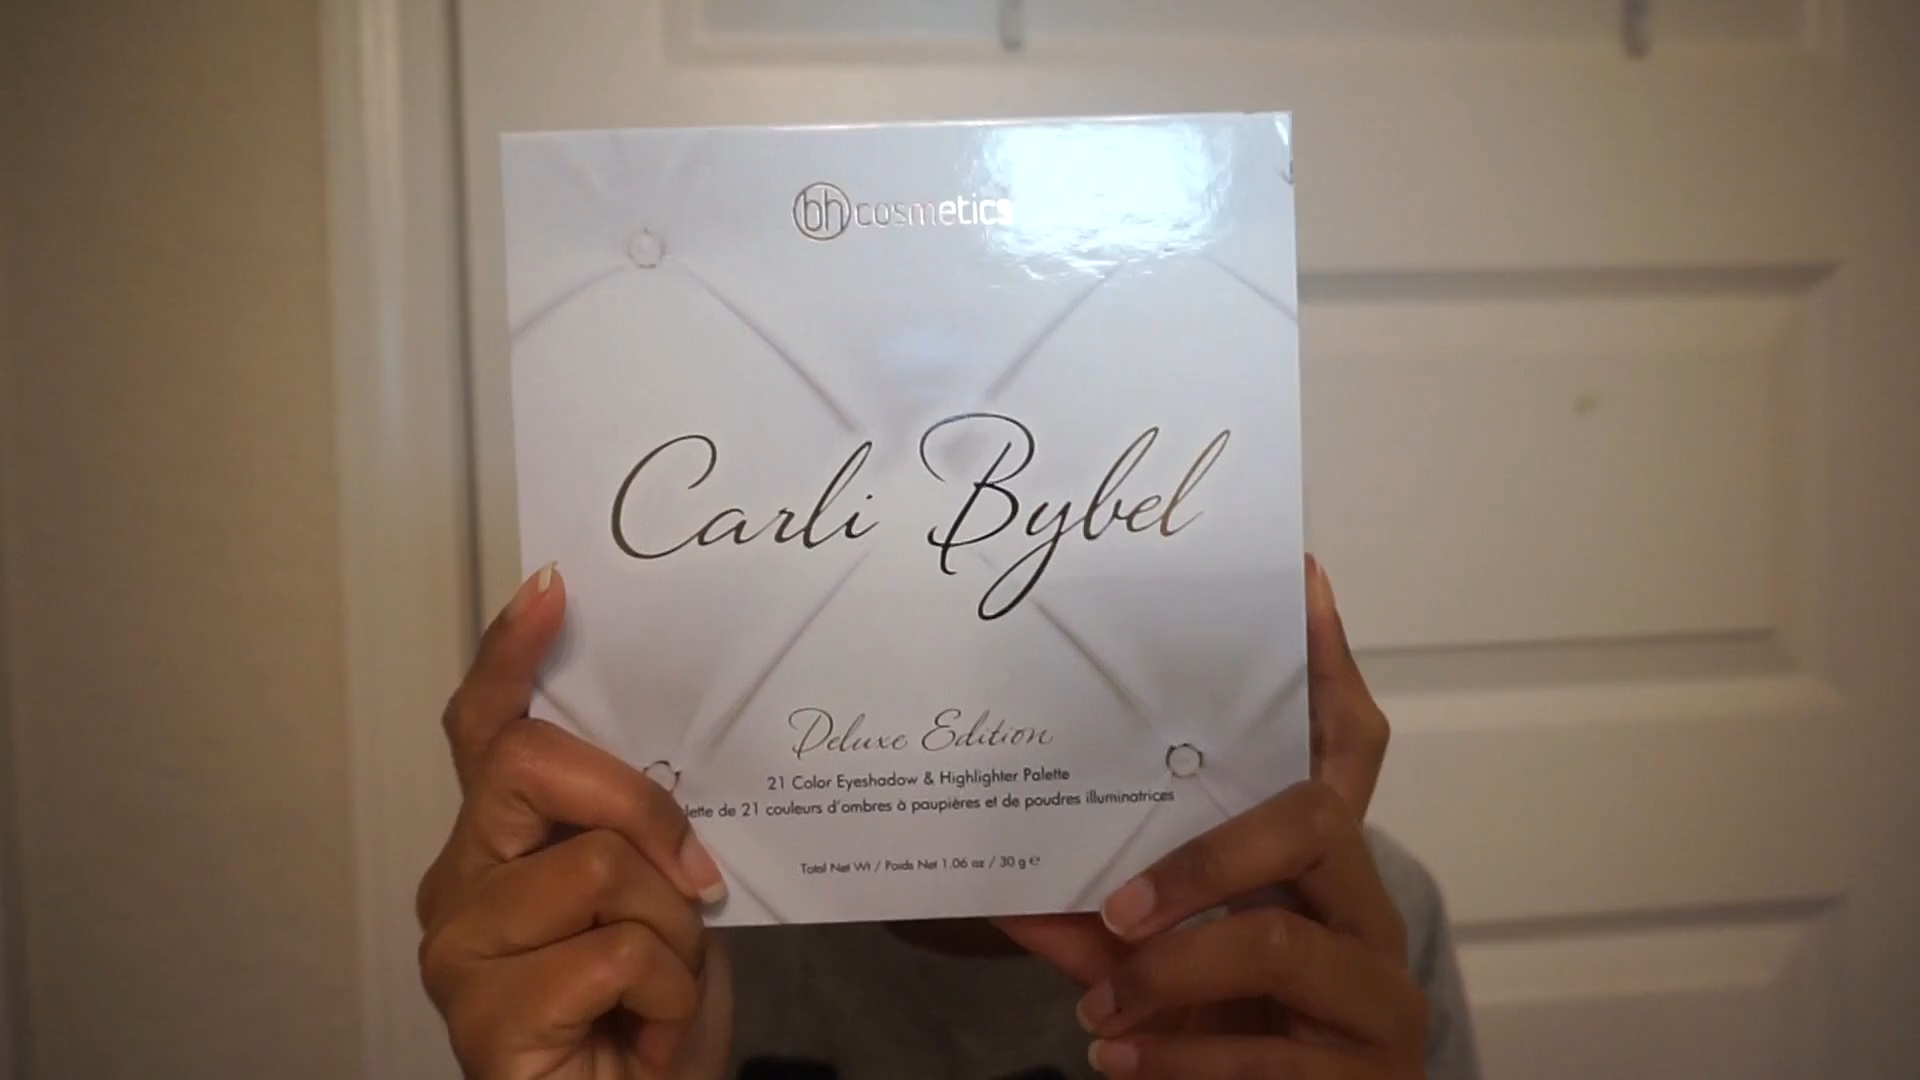 bh cosmetics
Carli Bybel
Deluxe Edition
21 Color Eyeshadow & Highlighter Palette
de 21 couleurs d'ombres à paupières et de poudres illuminatrices
Total Net Wt / Poids Net 1.06 oz / 30 g ℮